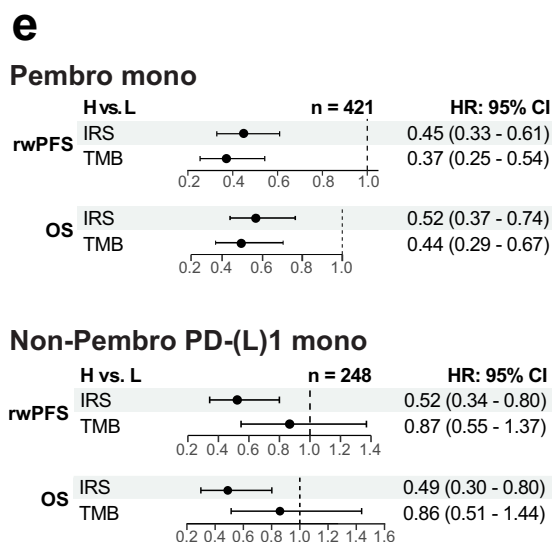 e
Pembro mono
H vs. L n = 421 HR: 95% CI
rwPFS
IRS 0.45 (0.33 - 0.61)
TMB 0.37 (0.25 - 0.54)
0.2 0.4 0.6 0.8 1.0
OS
IRS 0.52 (0.37 - 0.74)
TMB 0.44 (0.29 - 0.67)
0.2 0.4 0.6 0.8 1.0
Non-Pembro PD-(L)1 mono
H vs. L n = 248 HR: 95% CI
rwPFS
IRS 0.52 (0.34 - 0.80)
TMB 0.87 (0.55 - 1.37)
0.2 0.4 0.6 0.8 1.0 1.2 1.4
OS
IRS 0.49 (0.30 - 0.80)
TMB 0.86 (0.51 - 1.44)
0.2 0.4 0.6 0.8 1.0 1.2 1.4 1.6